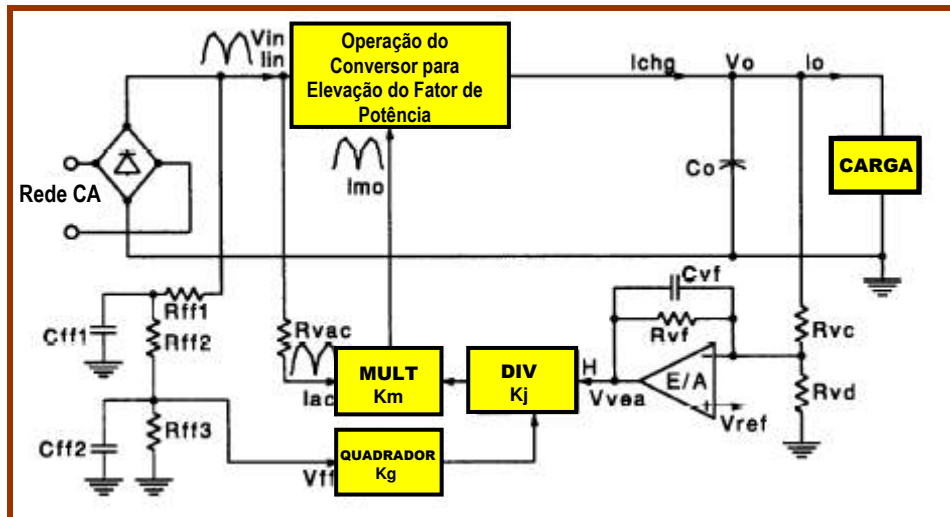 Vin
Iin
Operação do
Conversor para
Elevação do Fator de
Potência
Ichg
Vo
Io
Imo
Co
CARGA
Rede CA
Cvf
Rff1
Rvf
Rvc
Cff1
Rff2
Rvac
MULT
Km
DIV
Kj
H
E/A
Iac
Vvea
Vref
Rvd
Rff3
Cff2
QUADRADOR
Kg
Vff